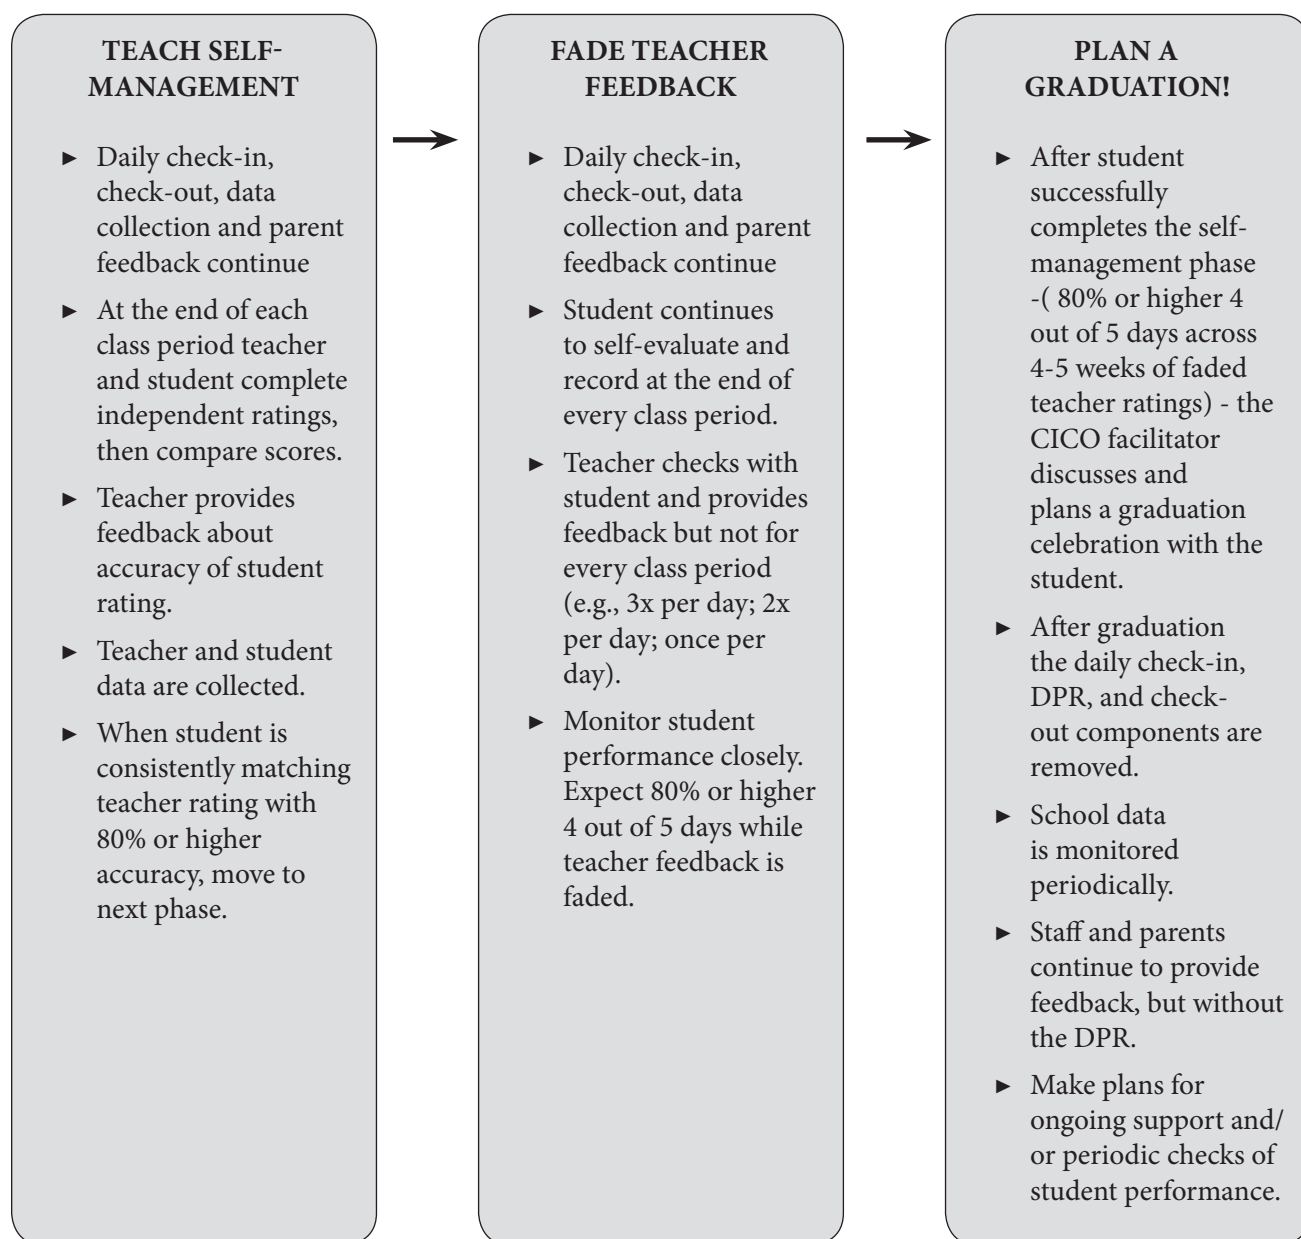 TEACH SELF-
MANAGEMENT
► Daily check-in,
check-out, data
collection and parent
feedback continue
► At the end of each
class period teacher
and student complete
independent ratings,
then compare scores.
► Teacher provides
feedback about
accuracy of student
rating.
► Teacher and student
data are collected.
► When student is
consistently matching
teacher rating with
80% or higher
accuracy, move to
next phase.
FADE TEACHER
FEEDBACK
► Daily check-in,
check-out, data
collection and parent
feedback continue
► Student continues
to self-evaluate and
record at the end of
every class period.
► Teacher checks with
student and provides
feedback but not for
every class period
(e.g., 3x per day; 2x
per day; once per
day).
► Monitor student
performance closely.
Expect 80% or higher
4 out of 5 days while
teacher feedback is
faded.
PLAN A
GRADUATION!
► After student
successfully
completes the self-
management phase
-( 80% or higher 4
out of 5 days across
4-5 weeks of faded
teacher ratings) - the
CICO facilitator
discusses and
plans a graduation
celebration with the
student.
► After graduation
the daily check-in,
DPR, and check-
out components are
removed.
► School data
is monitored
periodically.
► Staff and parents
continue to provide
feedback, but without
the DPR.
► Make plans for
ongoing support and/
or periodic checks of
student performance.